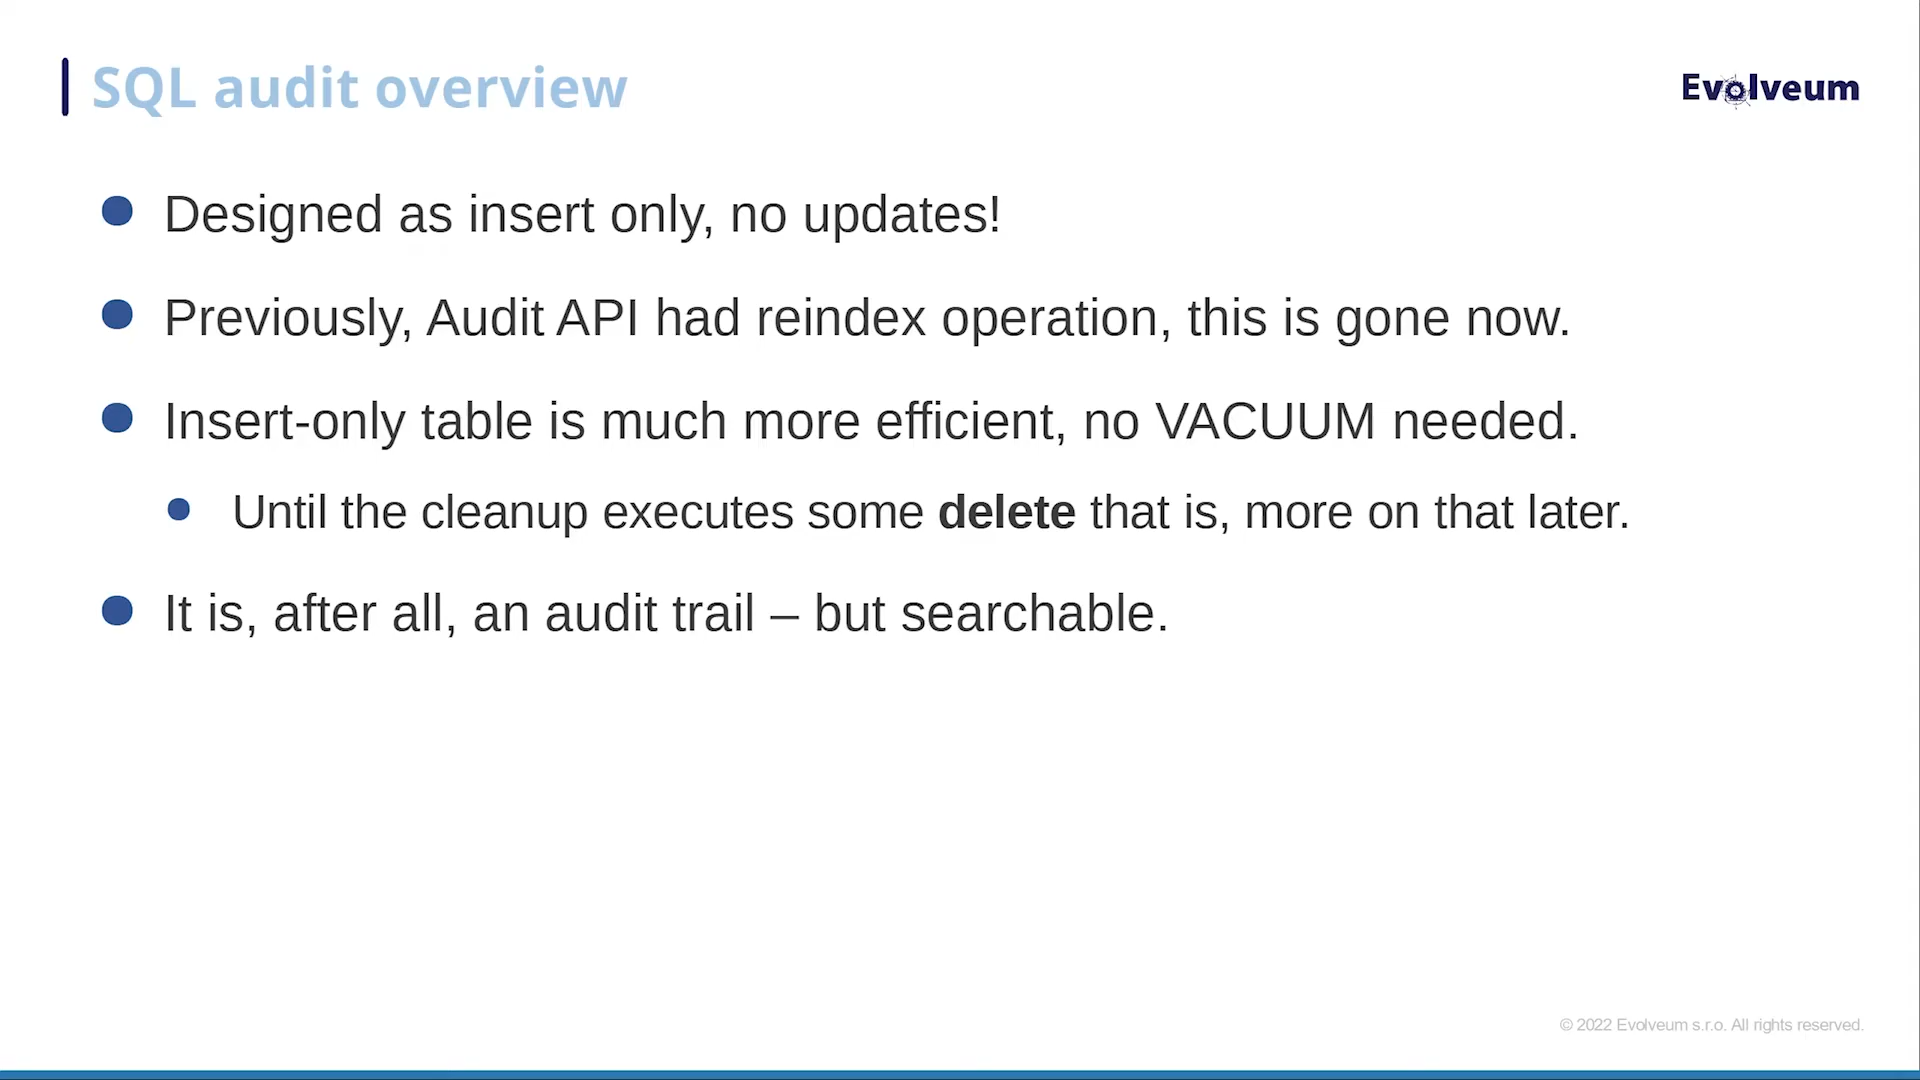 SQL audit overview
Evolveum
Designed as insert only, no updates!
Previously, Audit API had reindex operation, this is gone now.
Insert-only table is much more efficient, no VACUUM needed.
Until the cleanup executes some delete that is, more on that later.
It is, after all, an audit trail – but searchable.
© 2022 Evolveum s.r.o. All rights reserved.